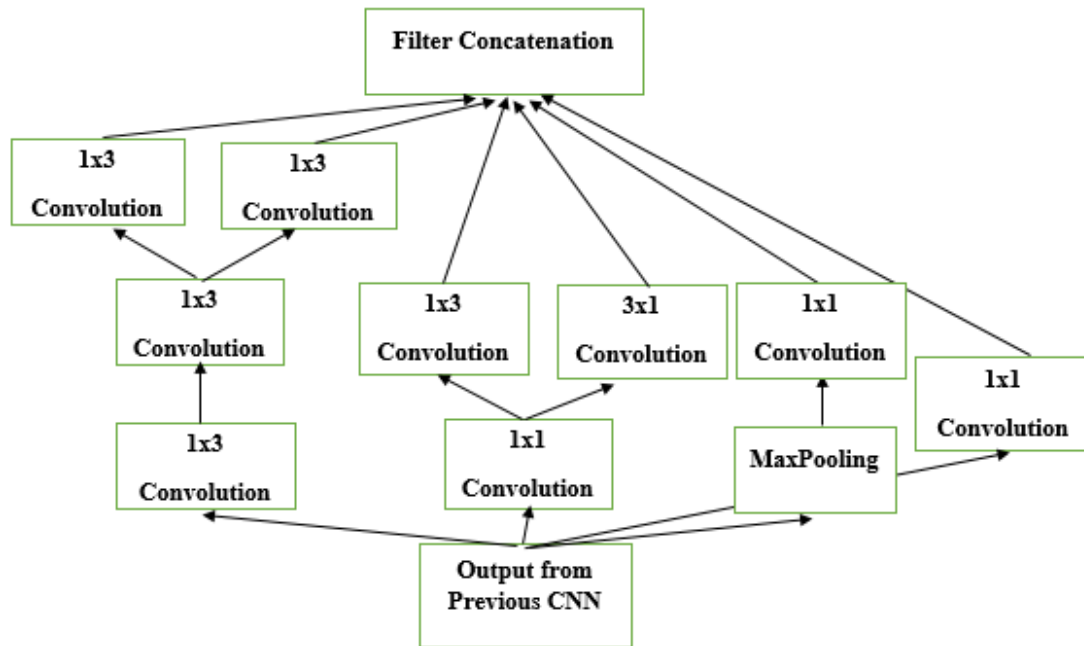 Filter Concatenation
1x3
Convolution
1x3
Convolution
1x3
Convolution
1x3
Convolution
3x1
Convolution
1x1
Convolution
1x1
Convolution
1x3
Convolution
1x1
Convolution
MaxPooling
Output from
Previous CNN